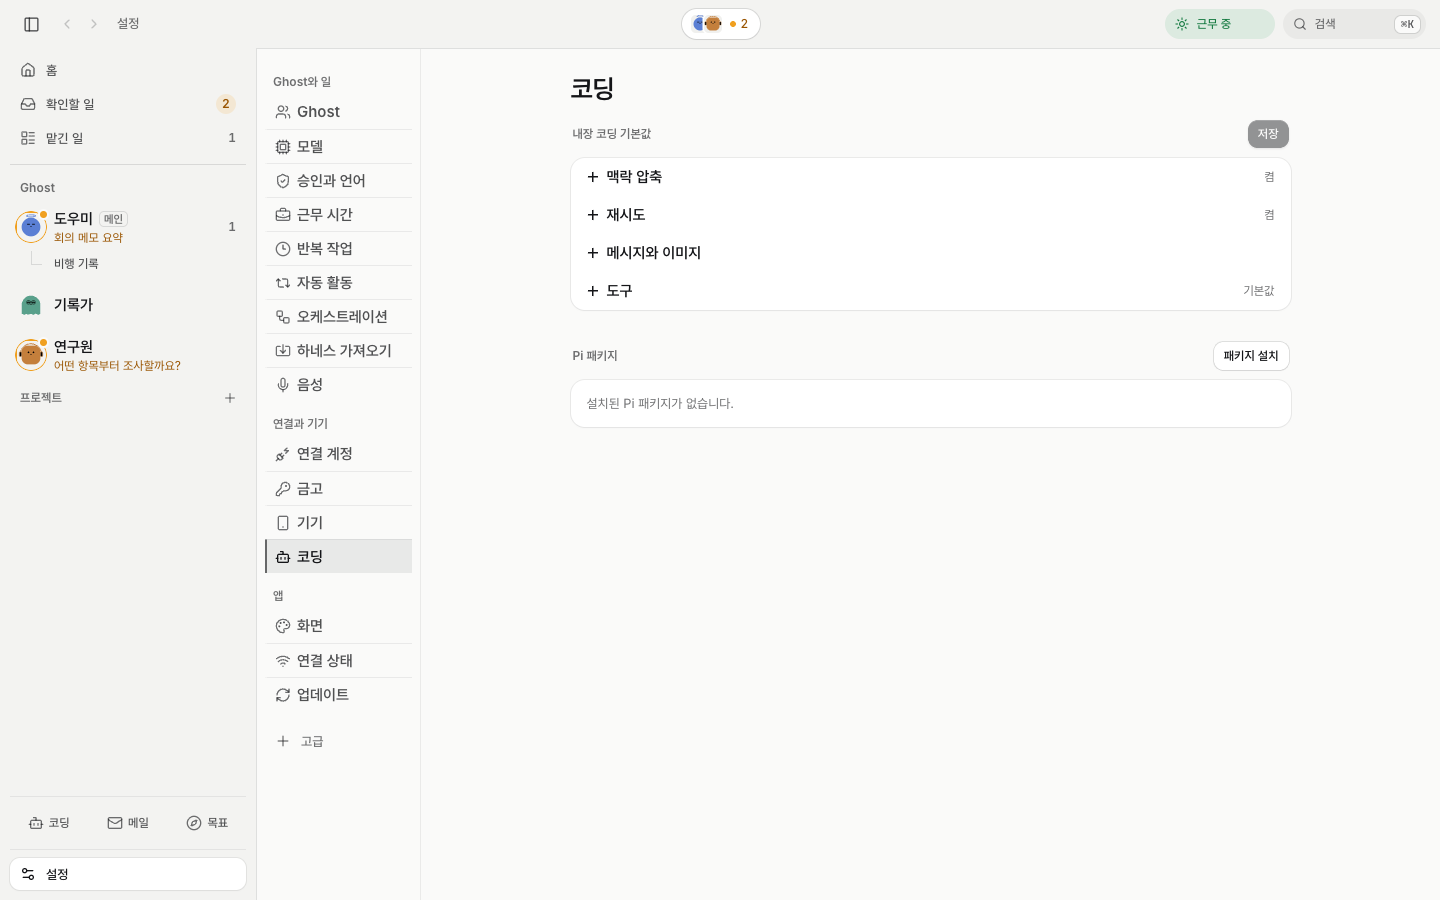 설정
2
근무 중
검색
⌘K
홈
확인할 일
2
맡긴 일
1
Ghost
도우미
메인
회의 메모 요약
1
비행 기록
기록가
연구원
어떤 항목부터 조사할까요?
프로젝트
코딩
메일
목표
설정
Ghost와 일
Ghost
모델
승인과 언어
근무 시간
반복 작업
자동 활동
오케스트레이션
하네스 가져오기
음성
연결과 기기
연결 계정
금고
기기
코딩
앱
화면
연결 상태
업데이트
고급
코딩
내장 코딩 기본값
저장
맥락 압축
켬
재시도
켬
메시지와 이미지
도구
기본값
Pi 패키지
패키지 설치
설치된 Pi 패키지가 없습니다.